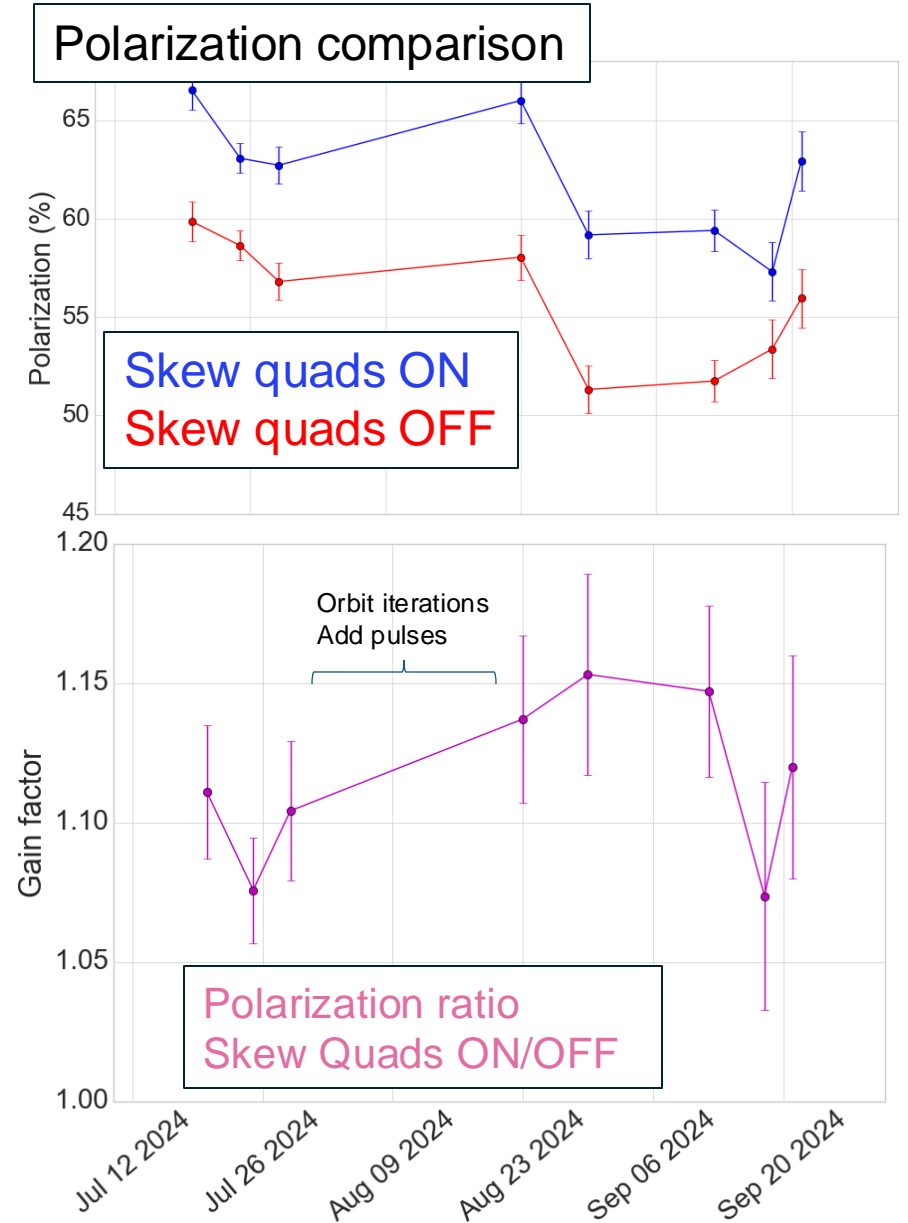 Polarization comparison
65
60
55
50
45
Polarization (%)
Skew quads ON
Skew quads OFF
1.20
1.15
1.10
1.05
1.00
Gain factor
Orbit iterations
Add pulses
Polarization ratio
Skew Quads ON/OFF
Jul 12 2024
Jul 26 2024
Aug 09 2024
Aug 23 2024
Sep 06 2024
Sep 20 2024